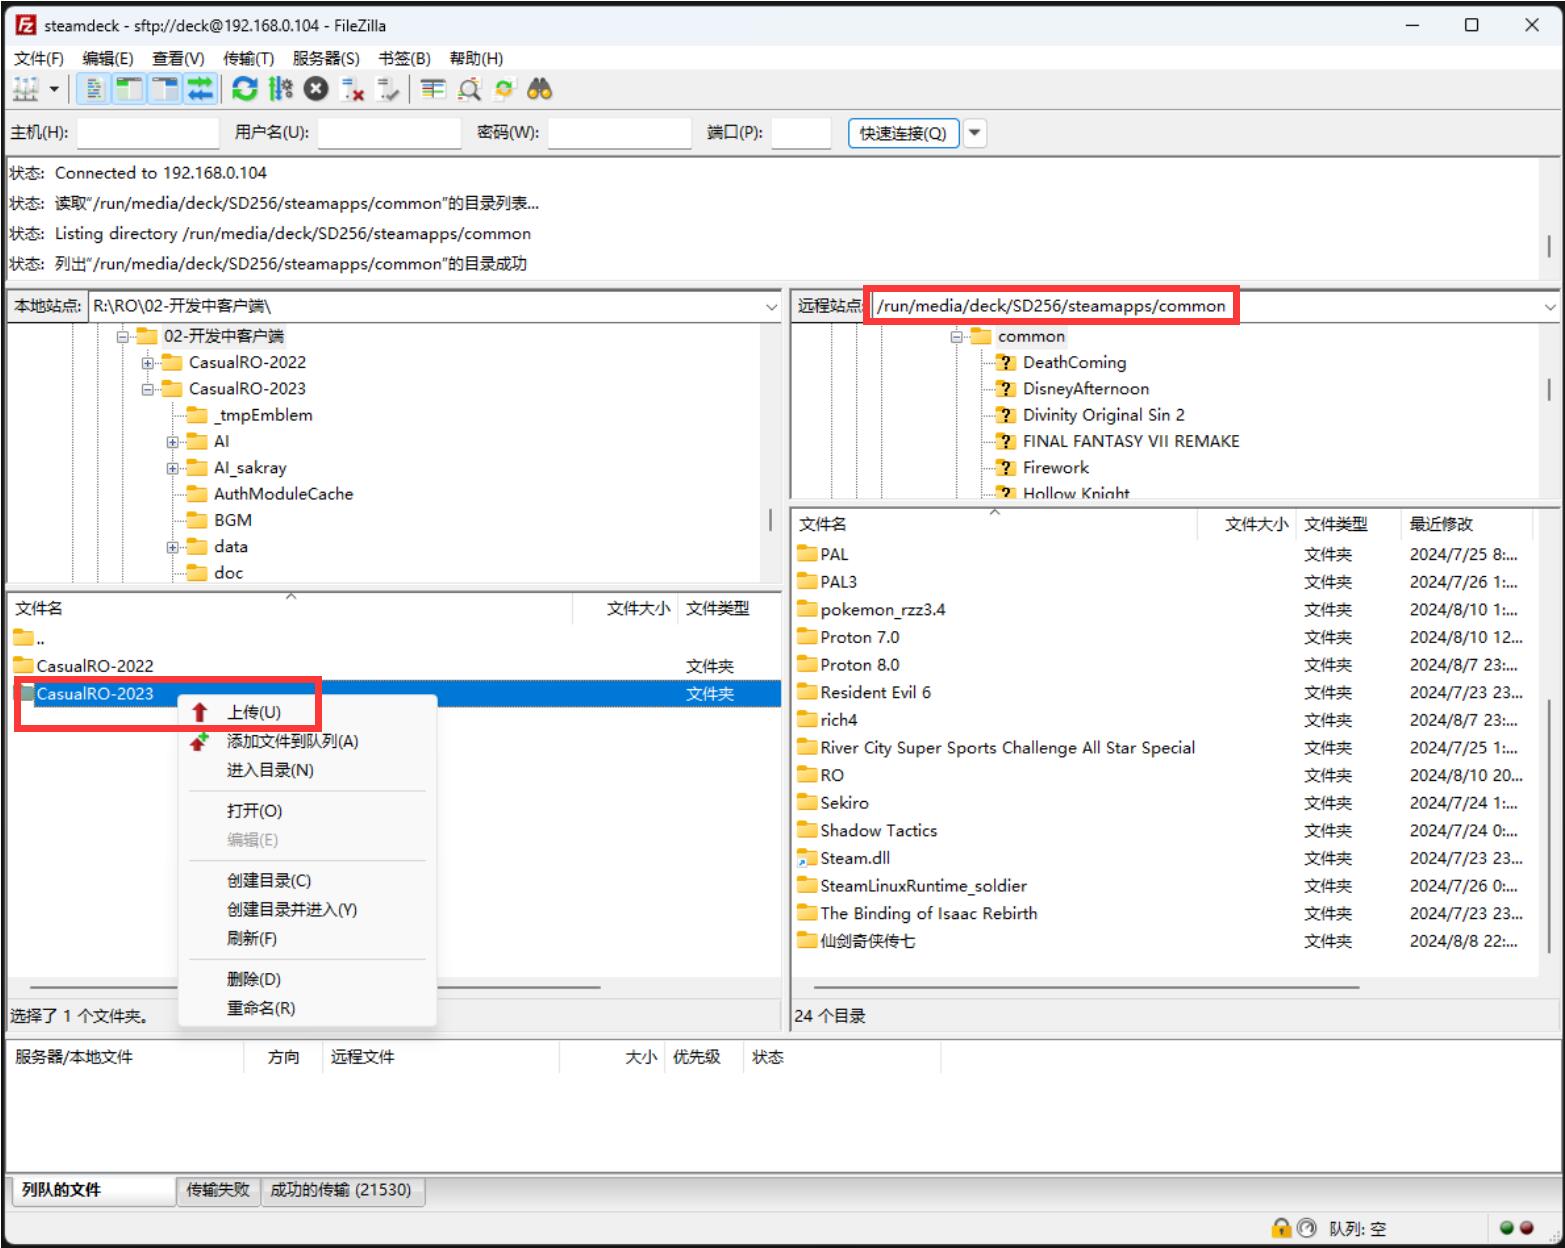 steamdeck - sftp://deck@192.168.0.104 - FileZilla
文件(F) 编辑(E) 查看(V) 传输(T) 服务器(S) 书签(B) 帮助(H)
主机(H): 用户名(U): 密码(W): 端口(P): 快速连接(Q)
状态: Connected to 192.168.0.104
状态: 读取“/run/media/deck/SD256/steamapps/common”的目录列表...
状态: Listing directory /run/media/deck/SD256/steamapps/common
状态: 列出“/run/media/deck/SD256/steamapps/common”的目录成功
本地站点: R:\RO\02-开发中客户端\
02-开发中客户端
CasualRO-2022
CasualRO-2023
_tmpEmblem
AI
AI_sakray
AuthModuleCache
BGM
data
doc
文件名 文件大小 文件类型
..
CasualRO-2022 文件夹
CasualRO-2023 文件夹
上传(U)
添加文件到队列(A)
进入目录(N)
打开(O)
编辑(E)
创建目录(C)
创建目录并进入(Y)
刷新(F)
删除(D)
重命名(R)
选择了 1 个文件夹。
远程站点: /run/media/deck/SD256/steamapps/common
common
DeathComing
DisneyAfternoon
Divinity Original Sin 2
FINAL FANTASY VII REMAKE
Firework
Hollow Knight
文件名 文件大小 文件类型 最近修改
PAL 文件夹 2024/7/25 8:...
PAL3 文件夹 2024/7/26 1:...
pokemon_rzz3.4 文件夹 2024/8/10 1:...
Proton 7.0 文件夹 2024/8/10 12...
Proton 8.0 文件夹 2024/8/7 23:...
Resident Evil 6 文件夹 2024/7/23 23...
rich4 文件夹 2024/8/7 23:...
River City Super Sports Challenge All Star Special 文件夹 2024/7/25 1:...
RO 文件夹 2024/8/10 20...
Sekiro 文件夹 2024/7/24 1:...
Shadow Tactics 文件夹 2024/7/24 0:...
Steam.dll 文件夹 2024/7/23 23...
SteamLinuxRuntime_soldier 文件夹 2024/7/26 0:...
The Binding of Isaac Rebirth 文件夹 2024/7/23 23...
仙剑奇侠传七 文件夹 2024/8/8 22:...
24 个目录
服务器/本地文件 方向 远程文件 大小 优先级 状态
列队的文件 传输失败 成功的传输 (21530)
队列: 空